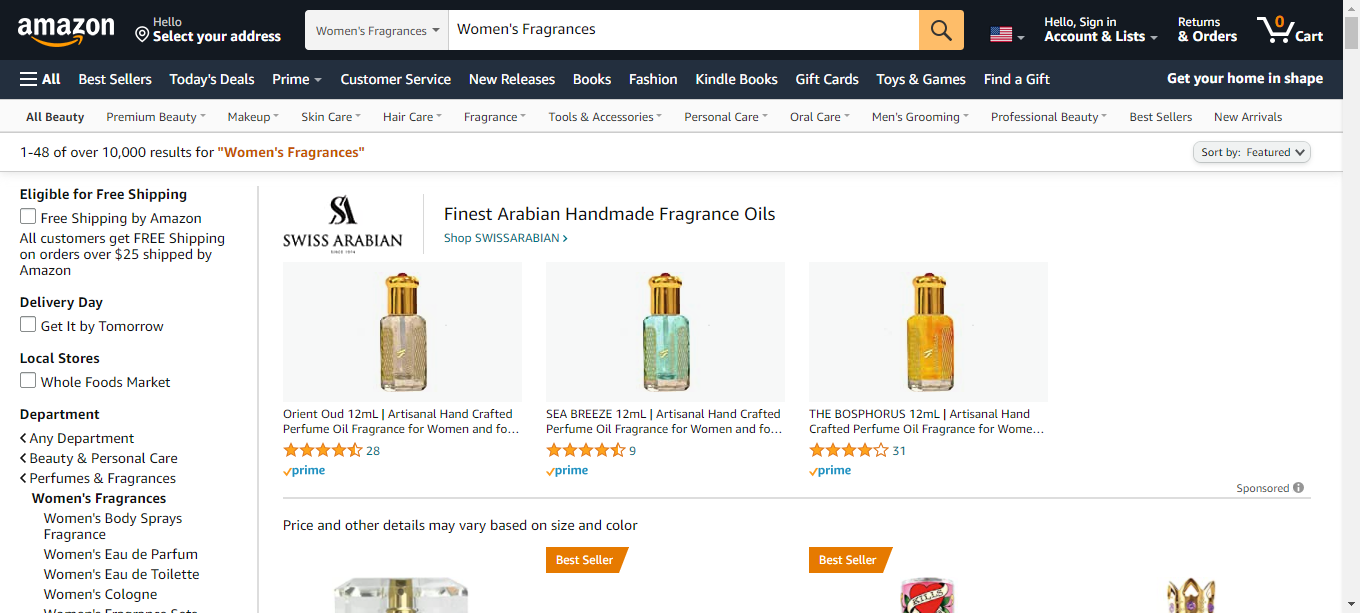 amazon
Hello
Select your address
Women's Fragrances
Women's Fragrances
Hello, Sign in
Account & Lists
Returns
& Orders
0
Cart
All
Best Sellers
Today's Deals
Prime
Customer Service
New Releases
Books
Fashion
Kindle Books
Gift Cards
Toys & Games
Find a Gift
Get your home in shape
All Beauty
Premium Beauty
Makeup
Skin Care
Hair Care
Fragrance
Tools & Accessories
Personal Care
Oral Care
Men's Grooming
Professional Beauty
Best Sellers
New Arrivals
1-48 of over 10,000 results for "Women's Fragrances"
Sort by: Featured
Eligible for Free Shipping
Free Shipping by Amazon
All customers get FREE Shipping
on orders over $25 shipped by
Amazon
Delivery Day
Get It by Tomorrow
Local Stores
Whole Foods Market
Department
Any Department
Beauty & Personal Care
Perfumes & Fragrances
Women's Fragrances
Women's Body Sprays
Fragrance
Women's Eau de Parfum
Women's Eau de Toilette
Women's Cologne
Women's Fragrance Sets
SA
SWISS ARABIAN
SINCE 1974
Finest Arabian Handmade Fragrance Oils
Shop SWISSARABIAN
Orient Oud 12mL | Artisanal Hand Crafted
Perfume Oil Fragrance for Women and fo…
28
prime
SEA BREEZE 12mL | Artisanal Hand Crafted
Perfume Oil Fragrance for Women and fo…
9
prime
THE BOSPHORUS 12mL | Artisanal Hand
Crafted Perfume Oil Fragrance for Wome…
31
prime
Sponsored
Price and other details may vary based on size and color
Best Seller
Best Seller
KILLS